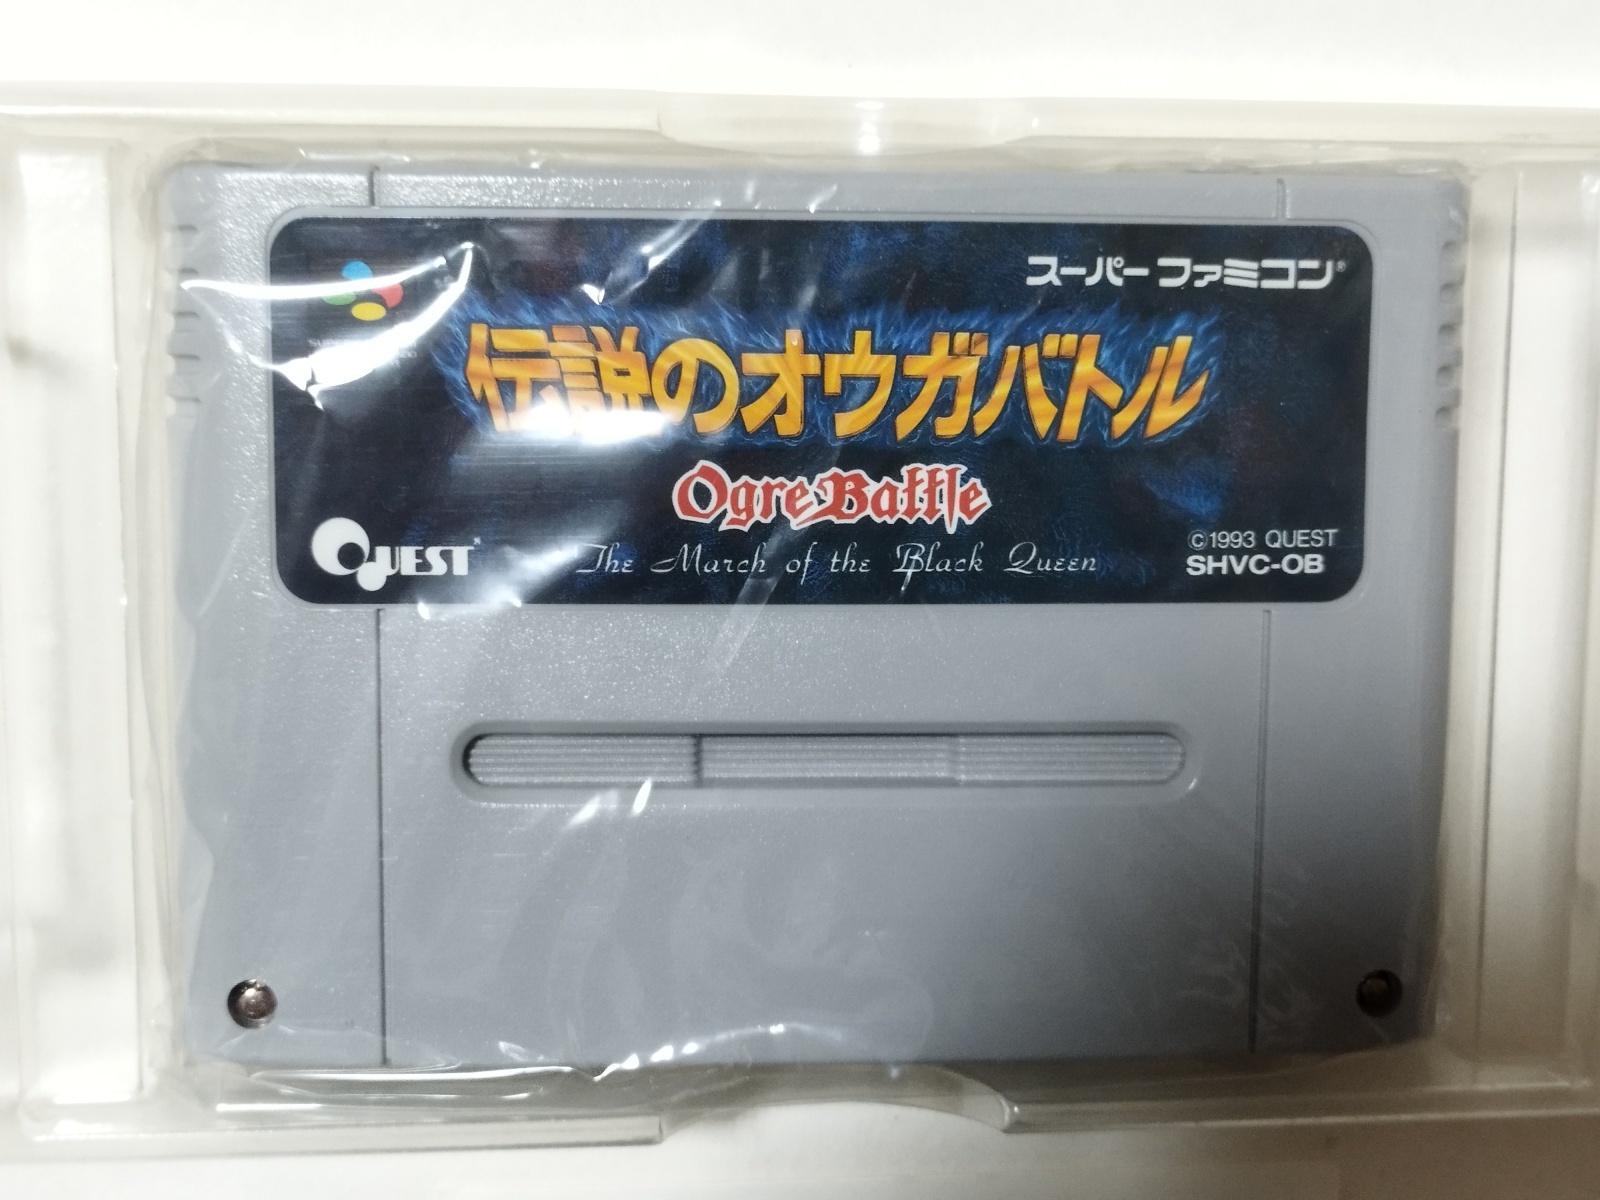 スーパーファミコン®
伝説のオウガバトル
Ogre Battle
The March of the Black Queen
QUEST
©1993 QUEST
SHVC-OB